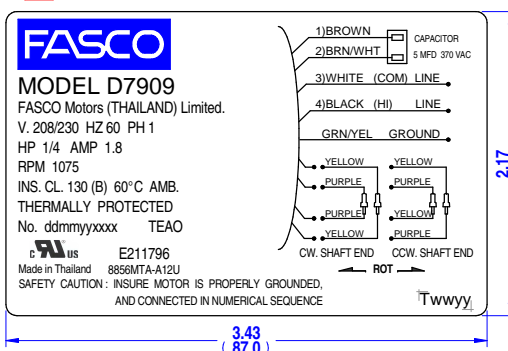 FASCO
MODEL D7909
FASCO Motors (THAILAND) Limited.
V. 208/230 HZ 60 PH 1
HP 1/4 AMP 1.8
RPM 1075
INS. CL. 130 (B) 60°C AMB.
THERMALLY PROTECTED
No. ddmmyyxxxx TEAO
c RU US E211796
Made in Thailand 8856MTA-A12U
SAFETY CAUTION : INSURE MOTOR IS PROPERLY GROUNDED,
AND CONNECTED IN NUMERICAL SEQUENCE
1)BROWN
CAPACITOR
2)BRN/WHT
5 MFD 370 VAC
3)WHITE (COM) LINE
4)BLACK (HI) LINE
GRN/YEL GROUND
YELLOW YELLOW
PURPLE PURPLE
PURPLE YELLOW
YELLOW PURPLE
CW. SHAFT END CCW. SHAFT END
ROT
Twwyy
2.17
3.43
( 87.0 )